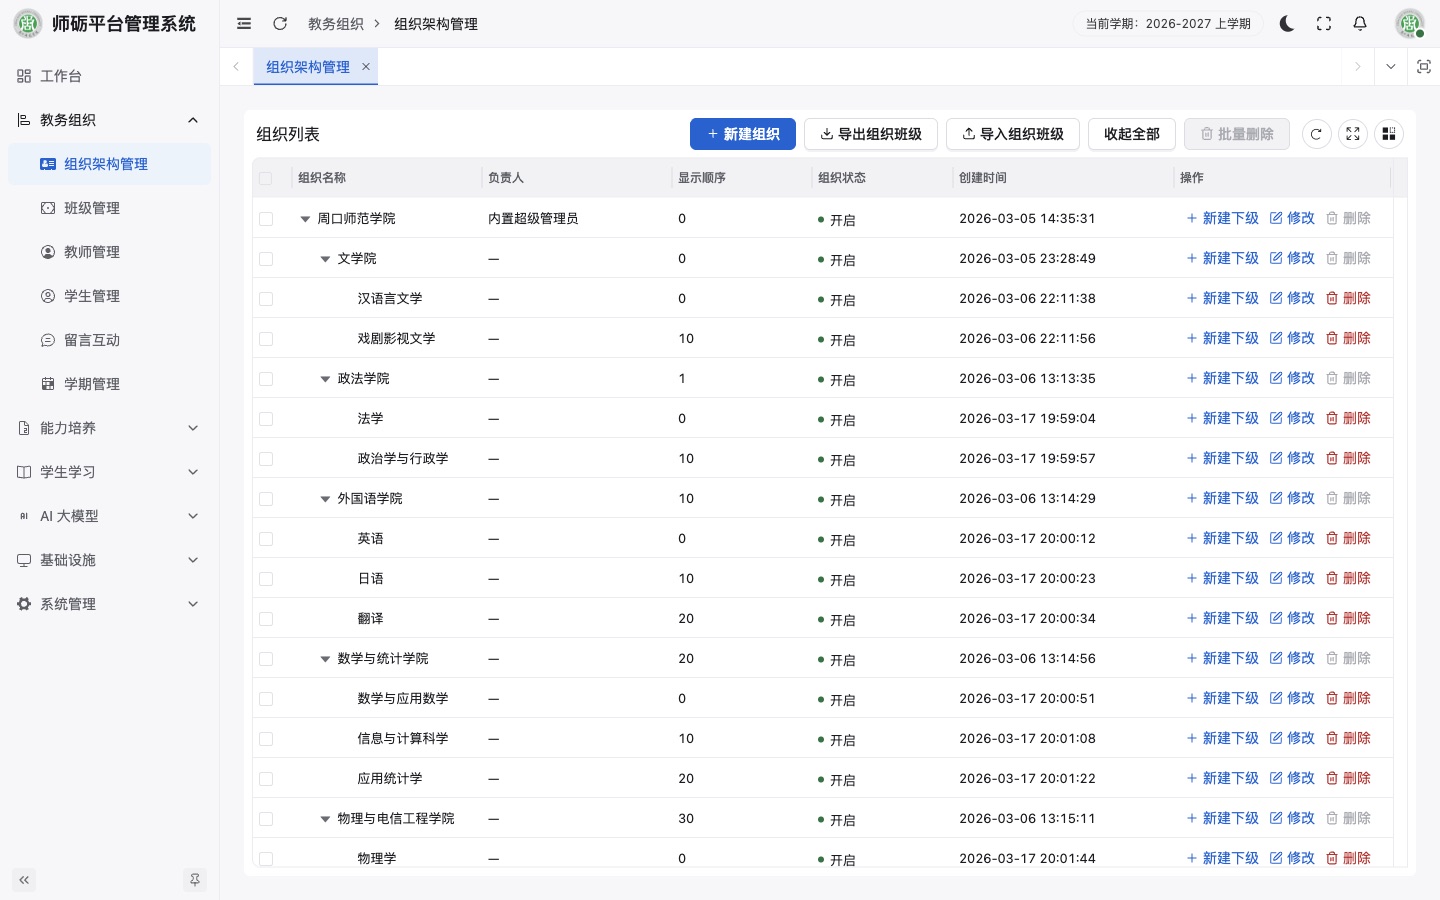 师砺平台管理系统
教务组织 > 组织架构管理
当前学期：2026-2027 上学期
工作台
教务组织
组织架构管理
班级管理
教师管理
学生管理
留言互动
学期管理
能力培养
学生学习
AI 大模型
基础设施
系统管理
组织架构管理
组织列表
+ 新建组织 导出组织班级 导入组织班级 收起全部 批量删除
组织名称 负责人 显示顺序 组织状态 创建时间 操作
周口师范学院 内置超级管理员 0 开启 2026-03-05 14:35:31 + 新建下级 修改 删除
文学院 — 0 开启 2026-03-05 23:28:49 + 新建下级 修改 删除
汉语言文学 — 0 开启 2026-03-06 22:11:38 + 新建下级 修改 删除
戏剧影视文学 — 10 开启 2026-03-06 22:11:56 + 新建下级 修改 删除
政法学院 — 1 开启 2026-03-06 13:13:35 + 新建下级 修改 删除
法学 — 0 开启 2026-03-17 19:59:04 + 新建下级 修改 删除
政治学与行政学 — 10 开启 2026-03-17 19:59:57 + 新建下级 修改 删除
外国语学院 — 10 开启 2026-03-06 13:14:29 + 新建下级 修改 删除
英语 — 0 开启 2026-03-17 20:00:12 + 新建下级 修改 删除
日语 — 10 开启 2026-03-17 20:00:23 + 新建下级 修改 删除
翻译 — 20 开启 2026-03-17 20:00:34 + 新建下级 修改 删除
数学与统计学院 — 20 开启 2026-03-06 13:14:56 + 新建下级 修改 删除
数学与应用数学 — 0 开启 2026-03-17 20:00:51 + 新建下级 修改 删除
信息与计算科学 — 10 开启 2026-03-17 20:01:08 + 新建下级 修改 删除
应用统计学 — 20 开启 2026-03-17 20:01:22 + 新建下级 修改 删除
物理与电信工程学院 — 30 开启 2026-03-06 13:15:11 + 新建下级 修改 删除
物理学 — 0 开启 2026-03-17 20:01:44 + 新建下级 修改 删除